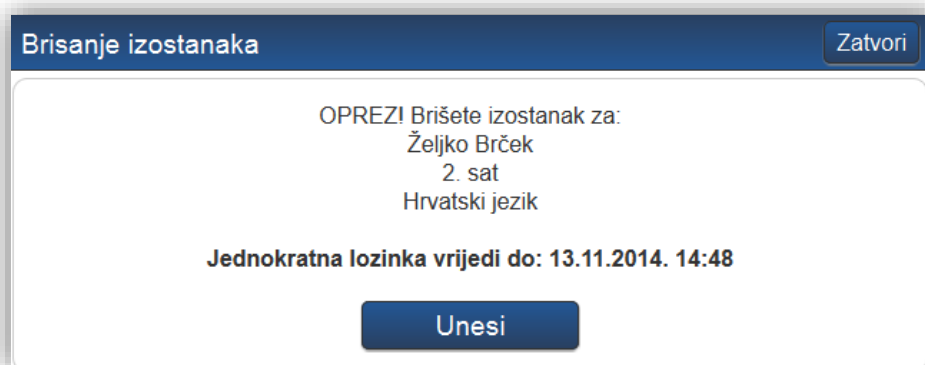 Brisanje izostanaka
Zatvori
OPREZ! Brišete izostanak za:
Željko Brček
2. sat
Hrvatski jezik
Jednokratna lozinka vrijedi do: 13.11.2014. 14:48
Unesi